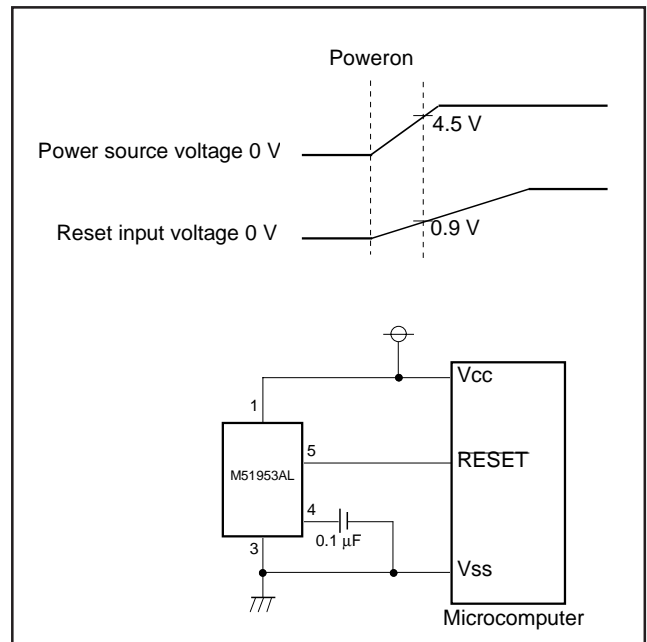 Poweron
4.5 V
Power source voltage 0 V
0.9 V
Reset input voltage 0 V
Vcc
1
5
RESET
M51953AL
4
0.1 µF
3
Vss
Microcomputer